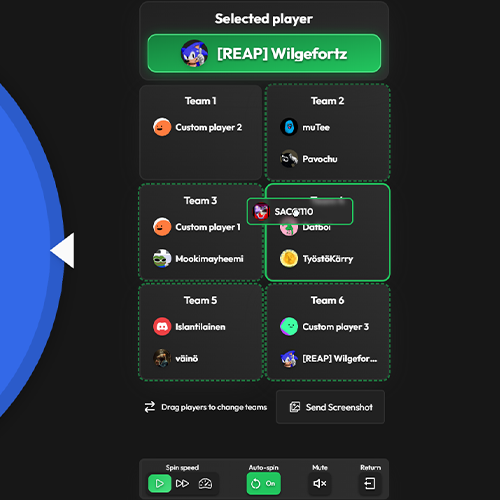 Selected player
[REAP] Wilgefortz
Team 1
Custom player 2
Team 2
muTee
Pavochu
Team 3
Custom player 1
Mookimayheemi
Datboi
TyöstöKärry
Team 5
Islantilainen
väinö
Team 6
Custom player 3
[REAP] Wilgefor...
Drag players to change teams
Send Screenshot
Spin speed
Auto-spin
On
Mute
Return